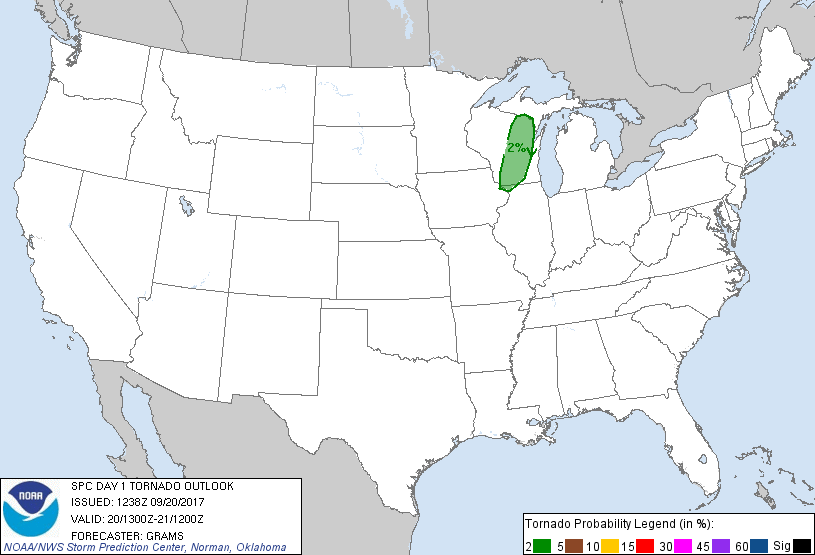 2%
NOAA
SPC DAY 1 TORNADO OUTLOOK
ISSUED: 1238Z 09/20/2017
VALID: 20/1300Z-21/1200Z
FORECASTER: GRAMS
NOAA/NWS Storm Prediction Center, Norman, Oklahoma
Tornado Probability Legend (in %):
2 5 10 15 30 45 60 Sig